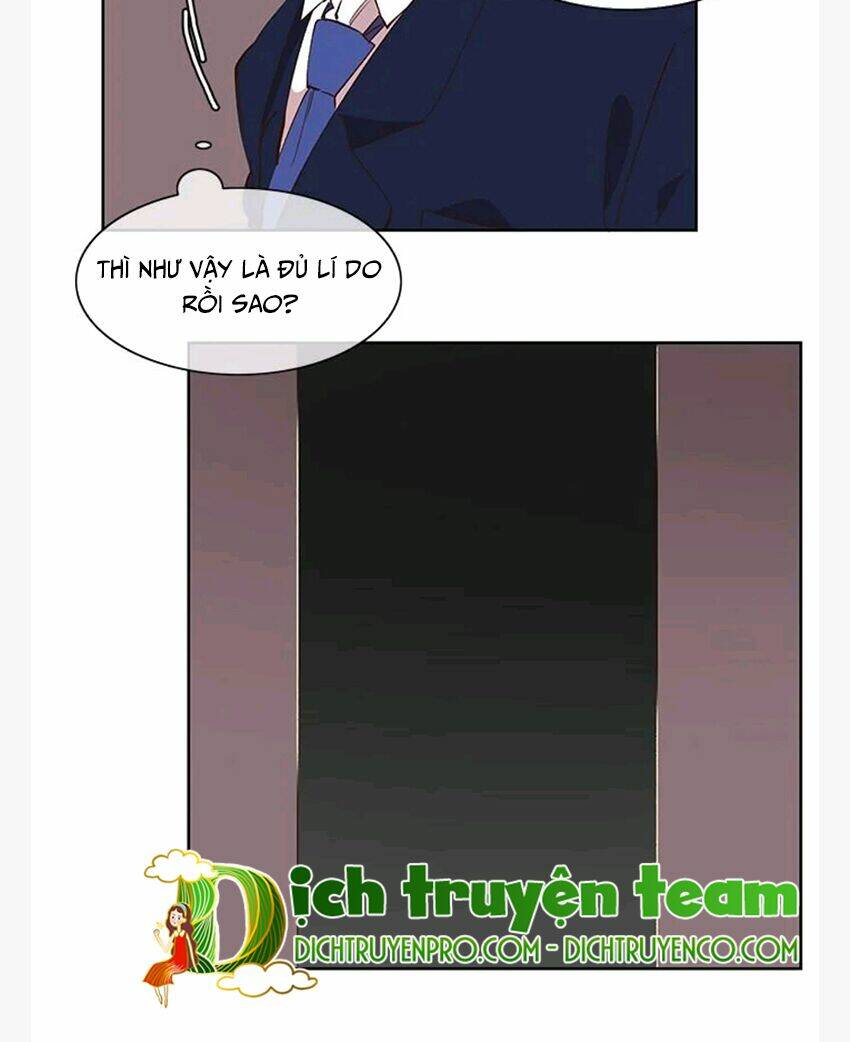 THÌ NHƯ VẬY LÀ ĐỦ LÍ DO
RỒI SAO?
Dịch truyện team
DICHTRUYENPRO.COM - DICHTRUYENCO.COM